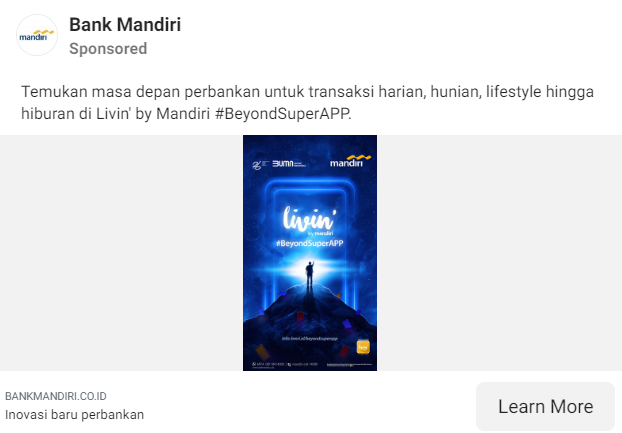 Bank Mandiri
Sponsored
mandiri
Temukan masa depan perbankan untuk transaksi harian, hunian, lifestyle hingga
hiburan di Livin' by Mandiri #BeyondSuperAPP.
BUMN
mandiri
livin'
by mandiri
#BeyondSuperAPP
BANKMANDIRI.CO.ID
Inovasi baru perbankan
Learn More